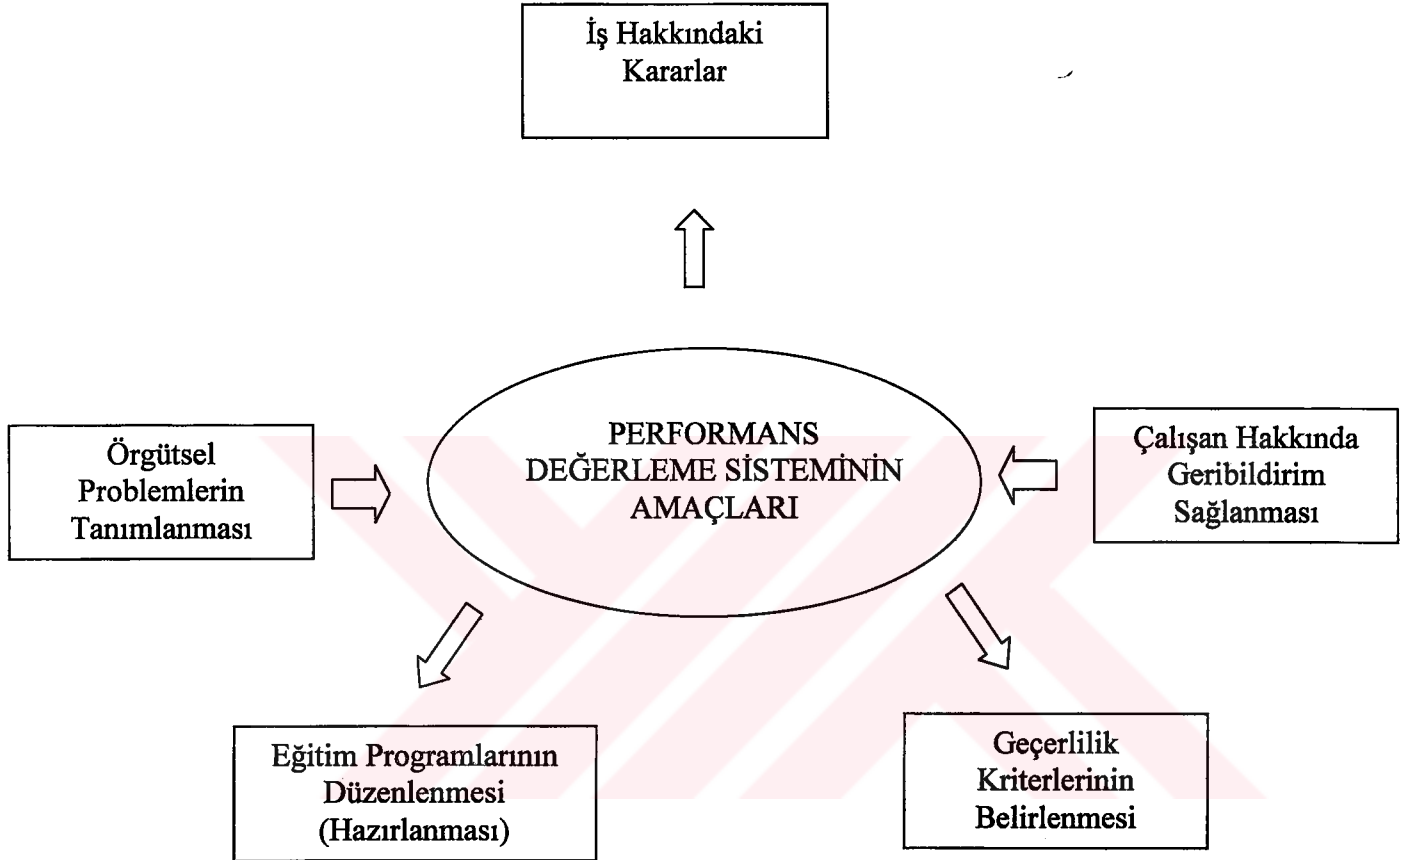 İş Hakkındaki
Kararlar
PERFORMANS
DEĞERLEME SİSTEMİNİN
AMAÇLARI
Örgütsel
Problemlerin
Tanımlanması
Çalışan Hakkında
Geribildirim
Sağlanması
Eğitim Programlarının
Düzenlenmesi
(Hazırlanması)
Geçerlilik
Kriterlerinin
Belirlenmesi